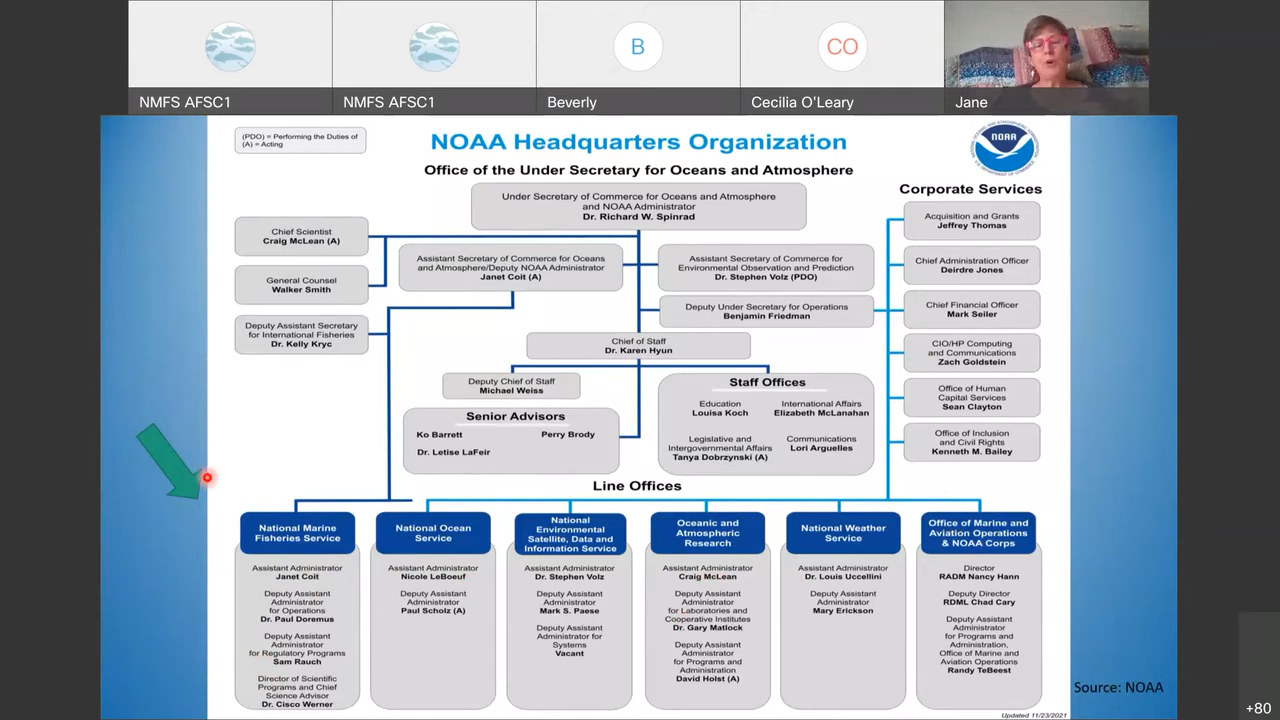 NMFS AFSC1
NMFS AFSC1
B
Beverly
CO
Cecilia O'Leary
Jane
(PDO) = Performing the Duties of
(A) = Acting
NOAA Headquarters Organization
NOAA
Office of the Under Secretary for Oceans and Atmosphere
Under Secretary of Commerce for Oceans and Atmosphere
and NOAA Administrator
Dr. Richard W. Spinrad
Chief Scientist
Craig McLean (A)
General Counsel
Walker Smith
Deputy Assistant Secretary
for International Fisheries
Dr. Kelly Kryc
Assistant Secretary of Commerce for Oceans
and Atmosphere/Deputy NOAA Administrator
Janet Coit (A)
Assistant Secretary of Commerce for
Environmental Observation and Prediction
Dr. Stephen Volz (PDO)
Deputy Under Secretary for Operations
Benjamin Friedman
Chief of Staff
Dr. Karen Hyun
Deputy Chief of Staff
Michael Weiss
Senior Advisors
Ko Barrett
Perry Brody
Dr. Letise LaFeir
Staff Offices
Education
Louisa Koch
International Affairs
Elizabeth McLanahan
Legislative and
Intergovernmental Affairs
Tanya Dobrzynski (A)
Communications
Lori Arguelles
Corporate Services
Acquisition and Grants
Jeffrey Thomas
Chief Administration Officer
Deirdre Jones
Chief Financial Officer
Mark Seiler
CIO/HP Computing
and Communications
Zach Goldstein
Office of Human
Capital Services
Sean Clayton
Office of Inclusion
and Civil Rights
Kenneth M. Bailey
Line Offices
National Marine
Fisheries Service
Assistant Administrator
Janet Coit
Deputy Assistant
Administrator
for Operations
Dr. Paul Doremus
Deputy Assistant
Administrator
for Regulatory Programs
Sam Rauch
Director of Scientific
Programs and Chief
Science Advisor
Dr. Cisco Werner
National Ocean
Service
Assistant Administrator
Nicole LeBoeuf
Deputy Assistant
Administrator
Paul Scholz (A)
National
Environmental
Satellite, Data and
Information Service
Assistant Administrator
Dr. Stephen Volz
Deputy Assistant
Administrator
Mark S. Paese
Deputy Assistant
Administrator for
Systems
Vacant
Oceanic and
Atmospheric
Research
Assistant Administrator
Craig McLean
Deputy Assistant
Administrator
for Laboratories and
Cooperative Institutes
Dr. Gary Matlock
Deputy Assistant
Administrator
for Programs and
Administration
David Holst (A)
National Weather
Service
Assistant Administrator
Dr. Louis Uccellini
Deputy Assistant
Administrator
Mary Erickson
Office of Marine and
Aviation Operations
& NOAA Corps
Director
RADM Nancy Hann
Deputy Director
RDML Chad Cary
Deputy Assistant
Administrator
for Programs and
Administration,
Office of Marine and
Aviation Operations
Randy TeBeest
Source: NOAA
Updated 11/23/2021
+80